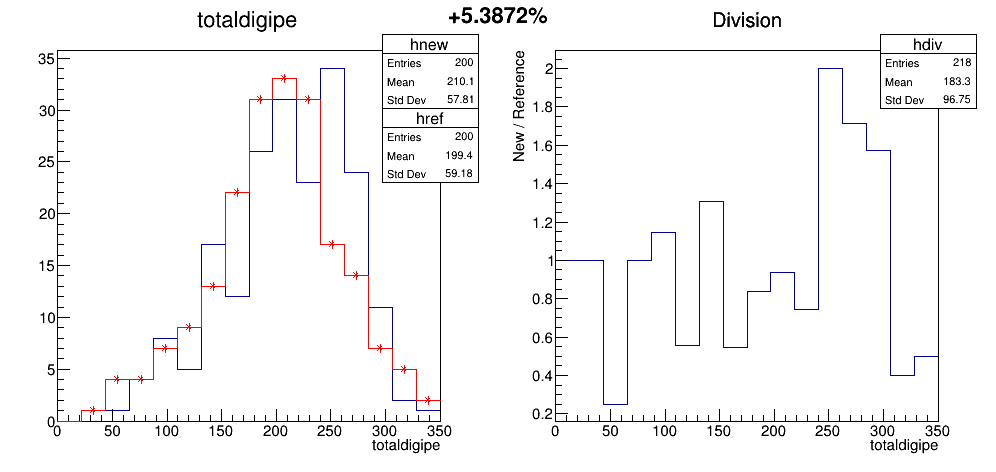 +5.3872%
totaldigipe
hnew
Entries 200
Mean 210.1
Std Dev 57.81
href
Entries 200
Mean 199.4
Std Dev 59.18
35
30
25
20
15
10
5
0
0 50 100 150 200 250 300 350
totaldigipe
Division
hdiv
Entries 218
Mean 183.3
Std Dev 96.75
New / Reference
2
1.8
1.6
1.4
1.2
1
0.8
0.6
0.4
0.2
0 50 100 150 200 250 300 350
totaldigipe